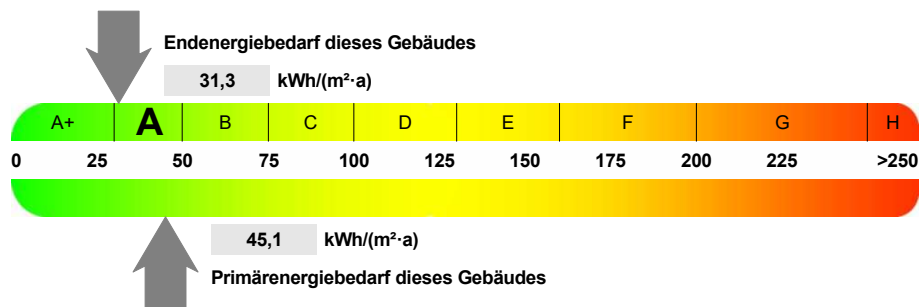 Endenergiebedarf dieses Gebäudes
31,3 kWh/(m²·a)
A+ A B C D E F G H
0 25 50 75 100 125 150 175 200 225 >250
45,1 kWh/(m²·a)
Primärenergiebedarf dieses Gebäudes